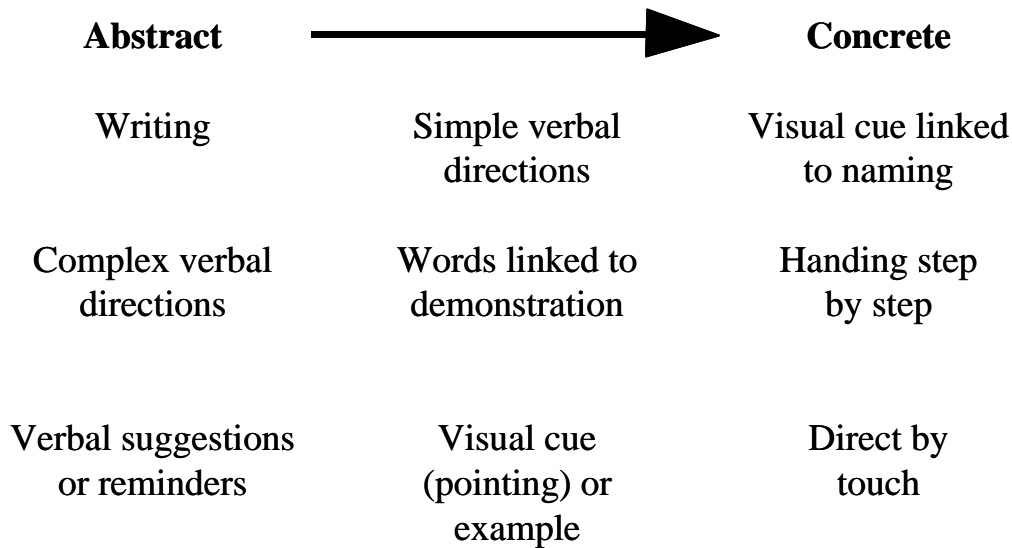 Abstract Concrete
Writing Simple verbal Visual cue linked
directions to naming
Complex verbal Words linked to Handing step
directions demonstration by step
Verbal suggestions Visual cue Direct by
or reminders (pointing) or touch
example